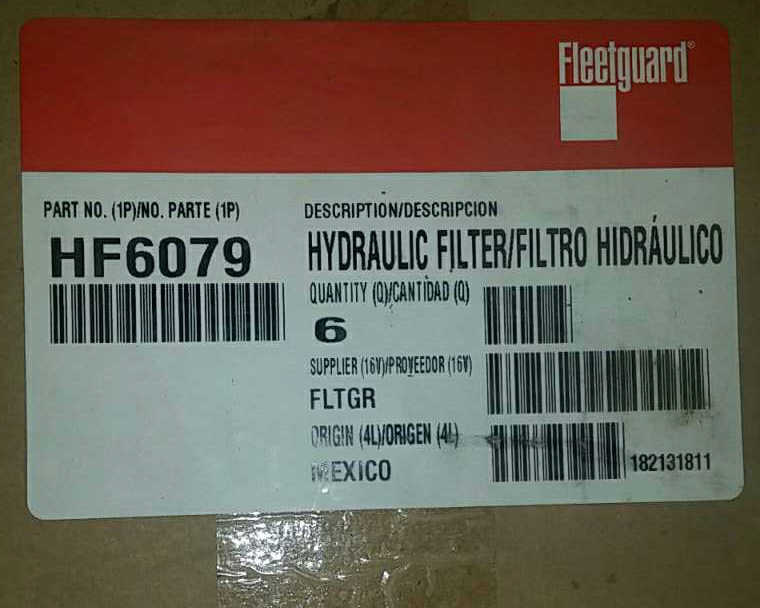 Fleetguard®
PART NO. (1P)/NO. PARTE (1P)
HF6079
DESCRIPTION/DESCRIPCION
HYDRAULIC FILTER/FILTRO HIDRÁULICO
QUANTITY (Q)/CANTIDAD (Q)
6
SUPPLIER (16V)/PROVEEDOR (16V)
FLTGR
ORIGIN (4L)/ORIGEN (4L)
MEXICO
182131811